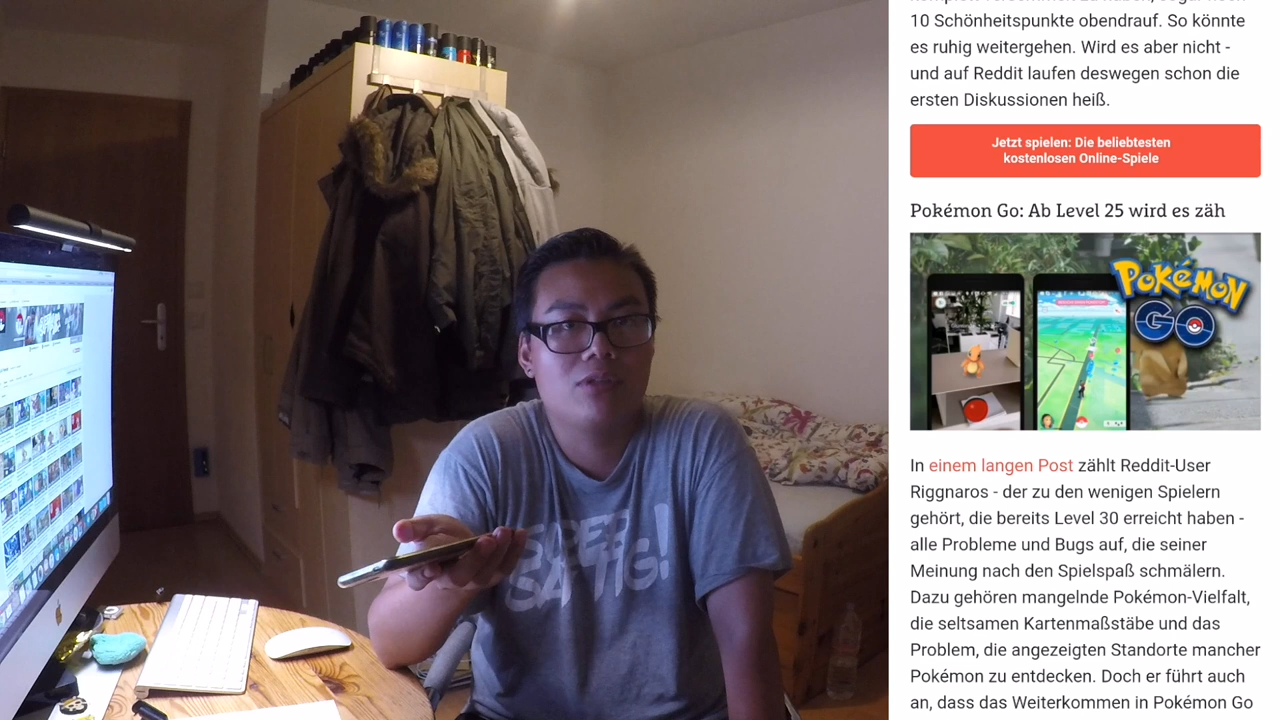 10 Schönheitspunkte obendrauf. So könnte
es ruhig weitergehen. Wird es aber nicht -
und auf Reddit laufen deswegen schon die
ersten Diskussionen heiß.
Jetzt spielen: Die beliebtesten
kostenlosen Online-Spiele
Pokémon Go: Ab Level 25 wird es zäh
POKéMON
GO
In einem langen Post zählt Reddit-User
Riggnaros - der zu den wenigen Spielern
gehört, die bereits Level 30 erreicht haben -
alle Probleme und Bugs auf, die seiner
Meinung nach den Spielspaß schmälern.
Dazu gehören mangelnde Pokémon-Vielfalt,
die seltsamen Kartenmaßstäbe und das
Problem, die angezeigten Standorte mancher
Pokémon zu entdecken. Doch er führt auch
an, dass das Weiterkommen in Pokémon Go